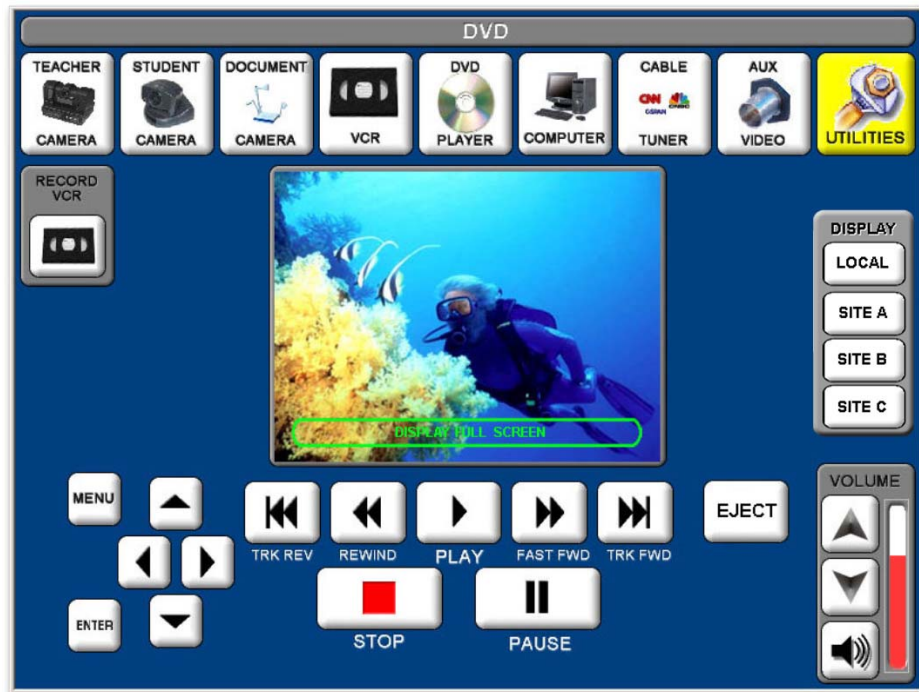 DVD
TEACHER
CAMERA
STUDENT
CAMERA
DOCUMENT
CAMERA
VCR
DVD
PLAYER
COMPUTER
CABLE
CNN
CSPAN
CNBC
TUNER
AUX
VIDEO
UTILITIES
RECORD
VCR
DISPLAY
LOCAL
SITE A
SITE B
SITE C
DISPLAY FULL SCREEN
MENU
ENTER
TRK REV
REWIND
PLAY
FAST FWD
TRK FWD
EJECT
STOP
PAUSE
VOLUME